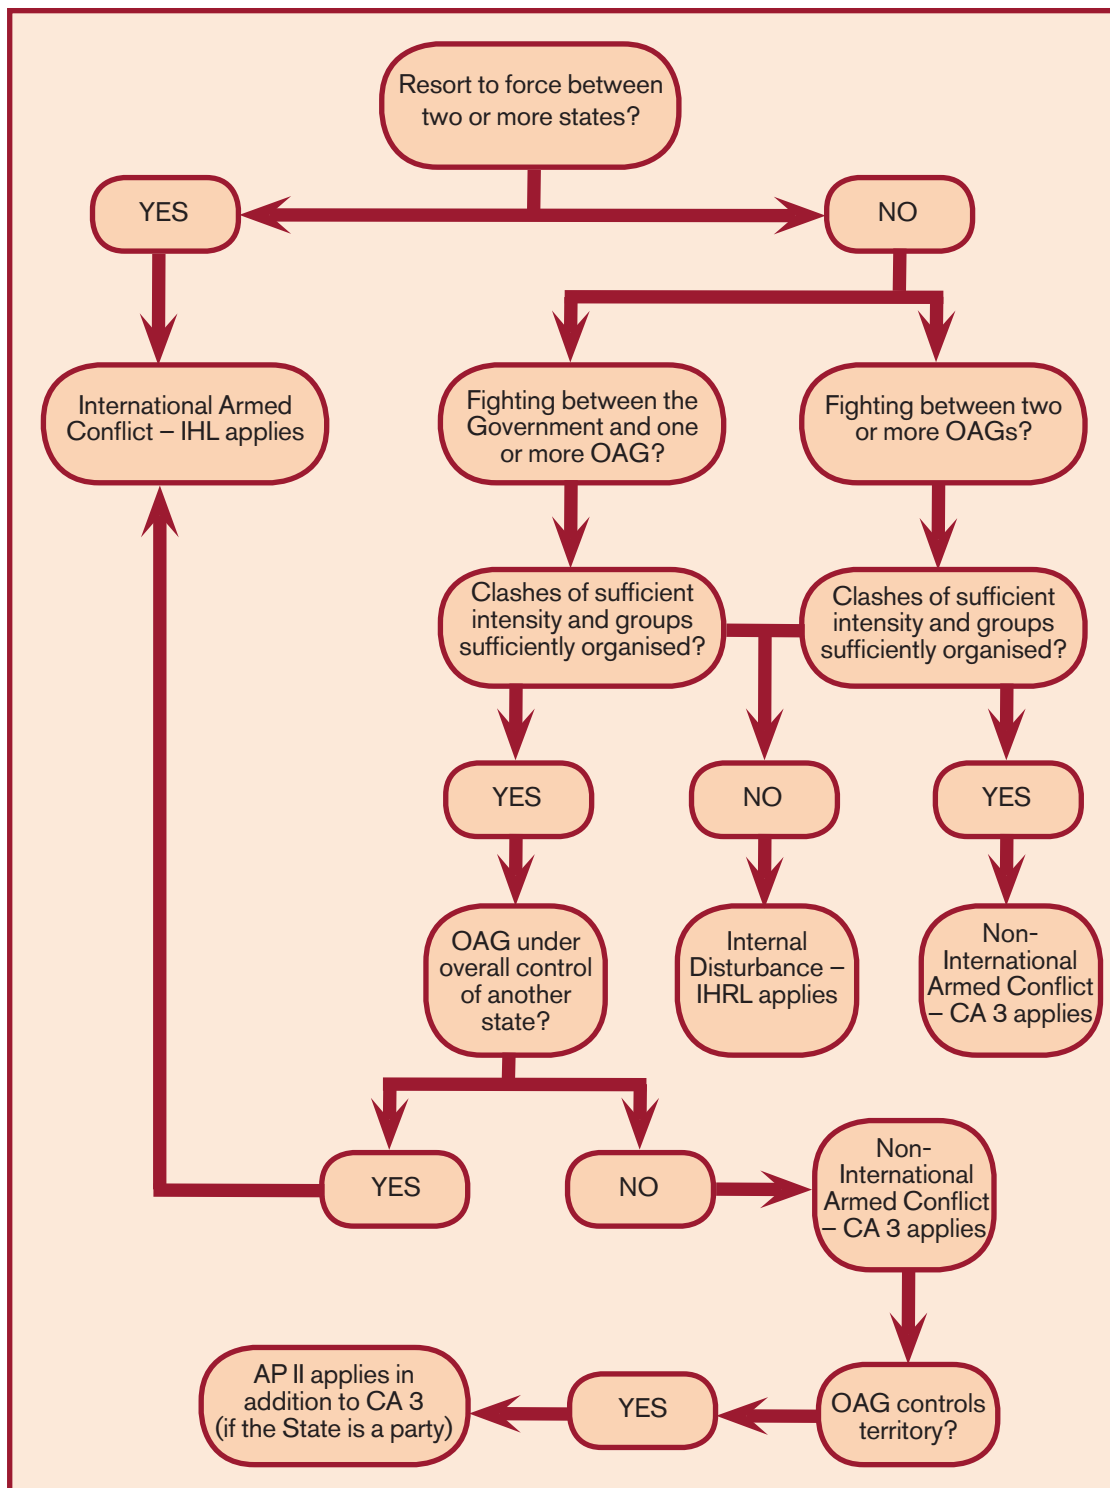 Resort to force between
two or more states?
YES
NO
International Armed
Conflict – IHL applies
Fighting between the
Government and one
or more OAG?
Fighting between two
or more OAGs?
Clashes of sufficient
intensity and groups
sufficiently organised?
Clashes of sufficient
intensity and groups
sufficiently organised?
YES
NO
YES
OAG under
overall control
of another
state?
Internal
Disturbance –
IHRL applies
Non-
International
Armed Conflict
– CA 3 applies
YES
NO
Non-
International
Armed Conflict
– CA 3 applies
AP II applies in
addition to CA 3
(if the State is a party)
YES
OAG controls
territory?